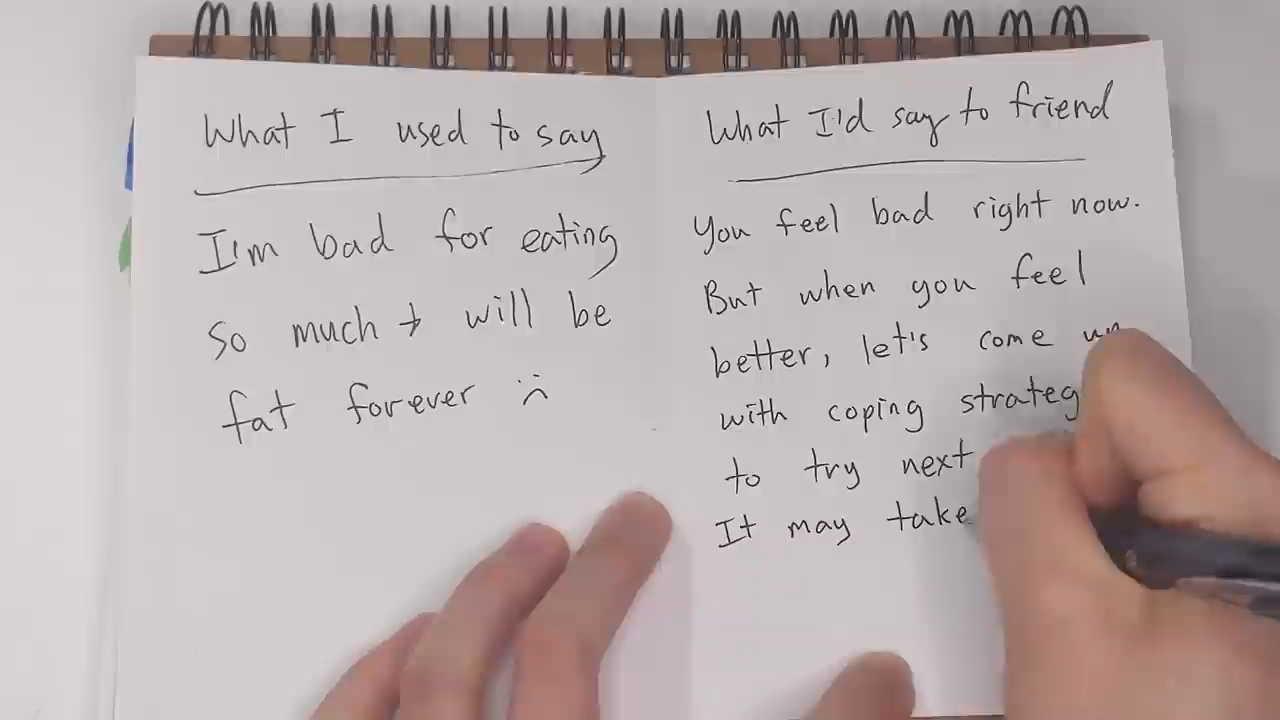 What I used to say
I'm bad for eating
so much + will be
fat forever :(
What I'd say to friend
You feel bad right now.
But when you feel
better, let's come up
with coping
to try next
It may take